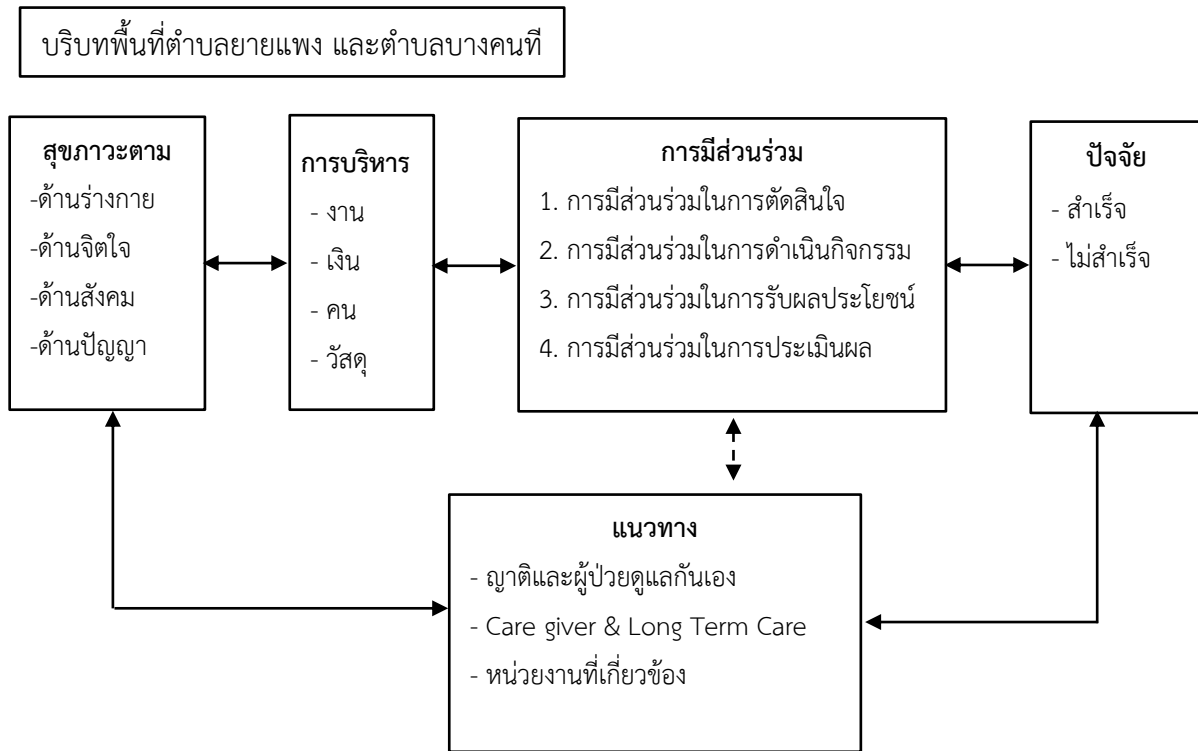 บริบทพื้นที่ตำบลยายแพง และตำบลบางคนที
สุขภาวะตาม
-ด้านร่างกาย
-ด้านจิตใจ
-ด้านสังคม
-ด้านปัญญา
การบริหาร
- งาน
- เงิน
- คน
- วัสดุ
การมีส่วนร่วม
1. การมีส่วนร่วมในการตัดสินใจ
2. การมีส่วนร่วมในการดำเนินกิจกรรม
3. การมีส่วนร่วมในการรับผลประโยชน์
4. การมีส่วนร่วมในการประเมินผล
ปัจจัย
- สำเร็จ
- ไม่สำเร็จ
แนวทาง
- ญาติและผู้ป่วยดูแลกันเอง
- Care giver & Long Term Care
- หน่วยงานที่เกี่ยวข้อง